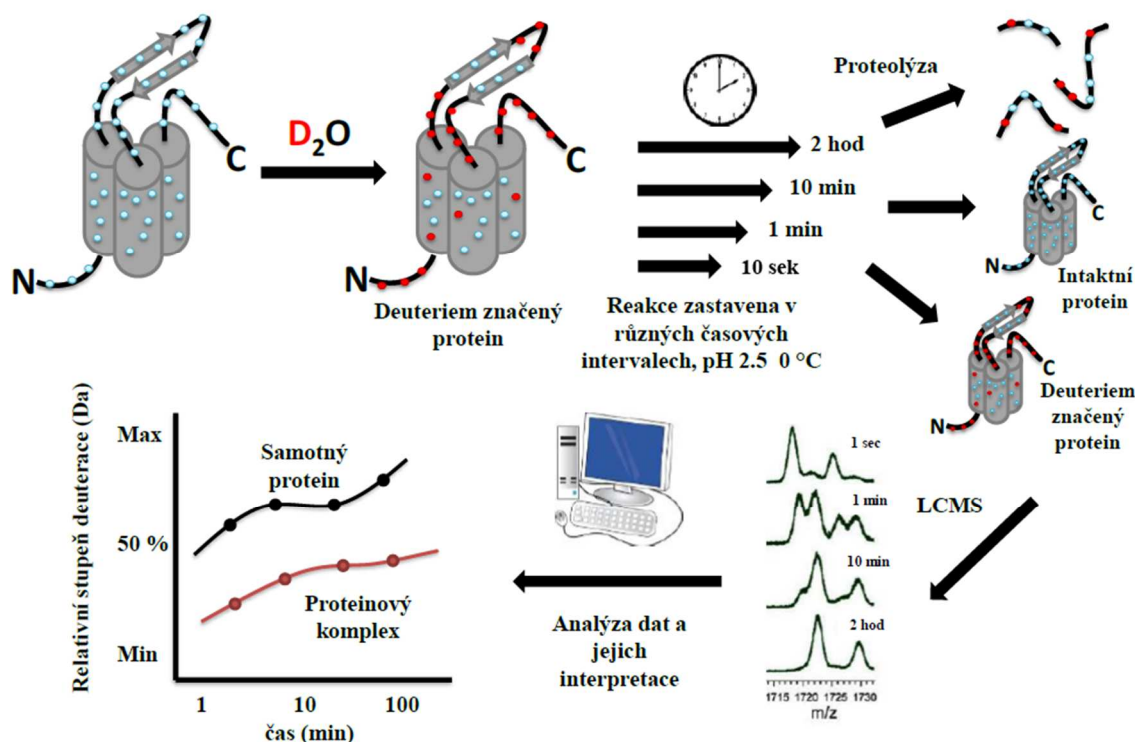 C
N
D₂O
C
N
Deuteriem značený
protein
2 hod
10 min
1 min
10 sek
Reakce zastavena v
různých časových
intervalech, pH 2.5 0 °C
Proteolýza
C
N
Intaktní
protein
C
N
Deuteriem
značený
protein
LCMS
1 sec
1 min
10 min
2 hod
1715 1720 1725 1730
m/z
Analýza dat a
jejich
interpretace
Relativní stupeň deuterace (Da)
Max
50 %
Min
Samotný
protein
Proteinový
komplex
1 10 100
čas (min)